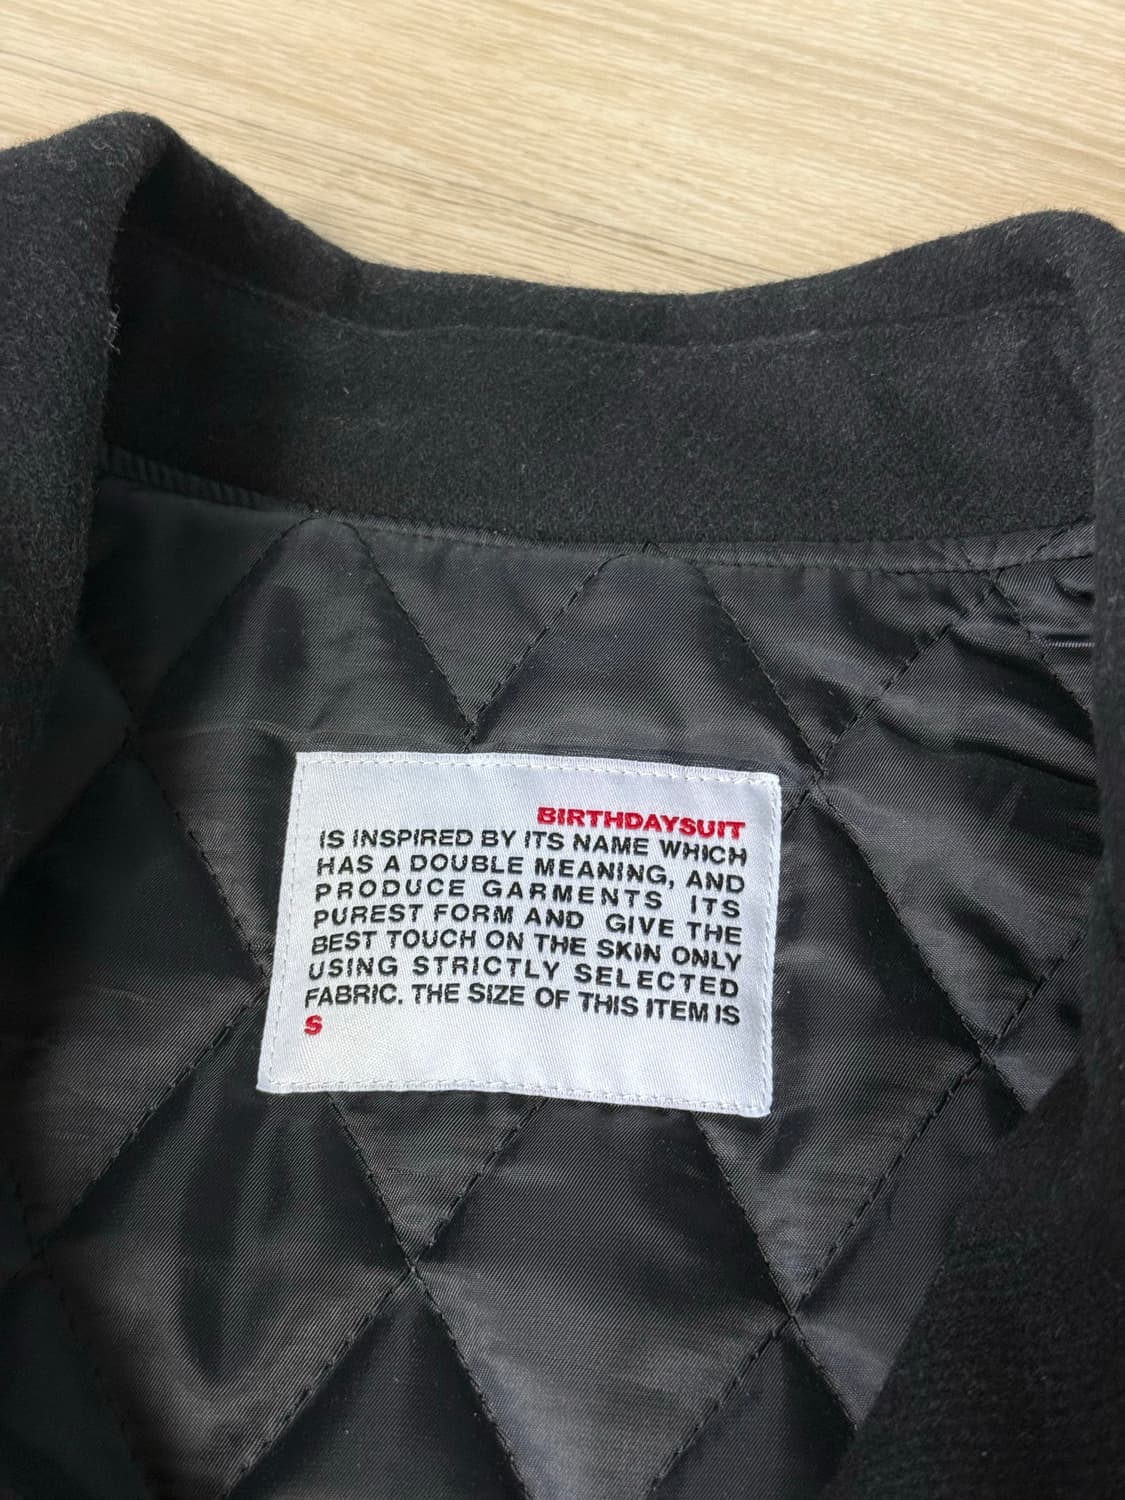 BIRTHDAYSUIT
IS INSPIRED BY ITS NAME WHICH
HAS A DOUBLE MEANING, AND
PRODUCE GARMENTS ITS
PUREST FORM AND GIVE THE
BEST TOUCH ON THE SKIN ONLY
USING STRICTLY SELECTED
FABRIC. THE SIZE OF THIS ITEM IS
S